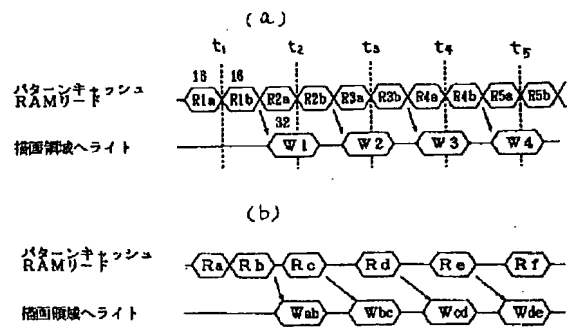 (a)
t₁ t₂ t₃ t₄ t₅
16 16
パターンキャッシュ
RAMリード
R1a R1b R2a R2b R3a R3b R4a R4b R5a R5b
32
描画領域へライト
W1 W2 W3 W4
(b)
パターンキャッシュ
RAMリード
Ra Rb Rc Rd Re Rf
描画領域へライト
Wab Wbc Wcd Wde